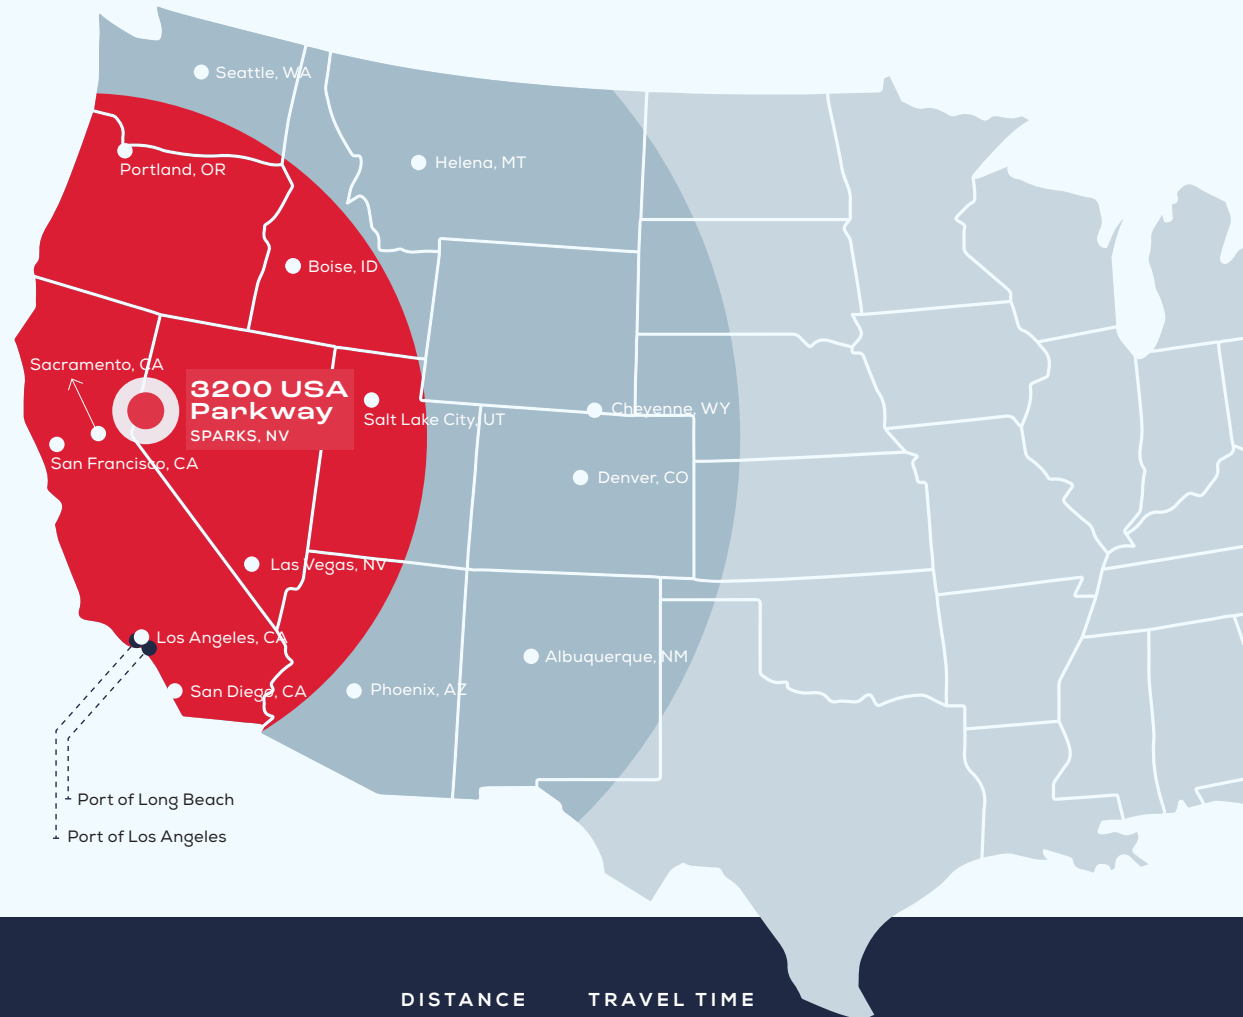 Seattle, WA
Helena, MT
Portland, OR
Boise, ID
Sacramento, CA
3200 USA
Parkway
SPARKS, NV
Salt Lake City, UT
Cheyenne, WY
San Francisco, CA
Denver, CO
Las Vegas, NV
Los Angeles, CA
Albuquerque, NM
San Diego, CA
Phoenix, AZ
Port of Long Beach
Port of Los Angeles
DISTANCE TRAVEL TIME